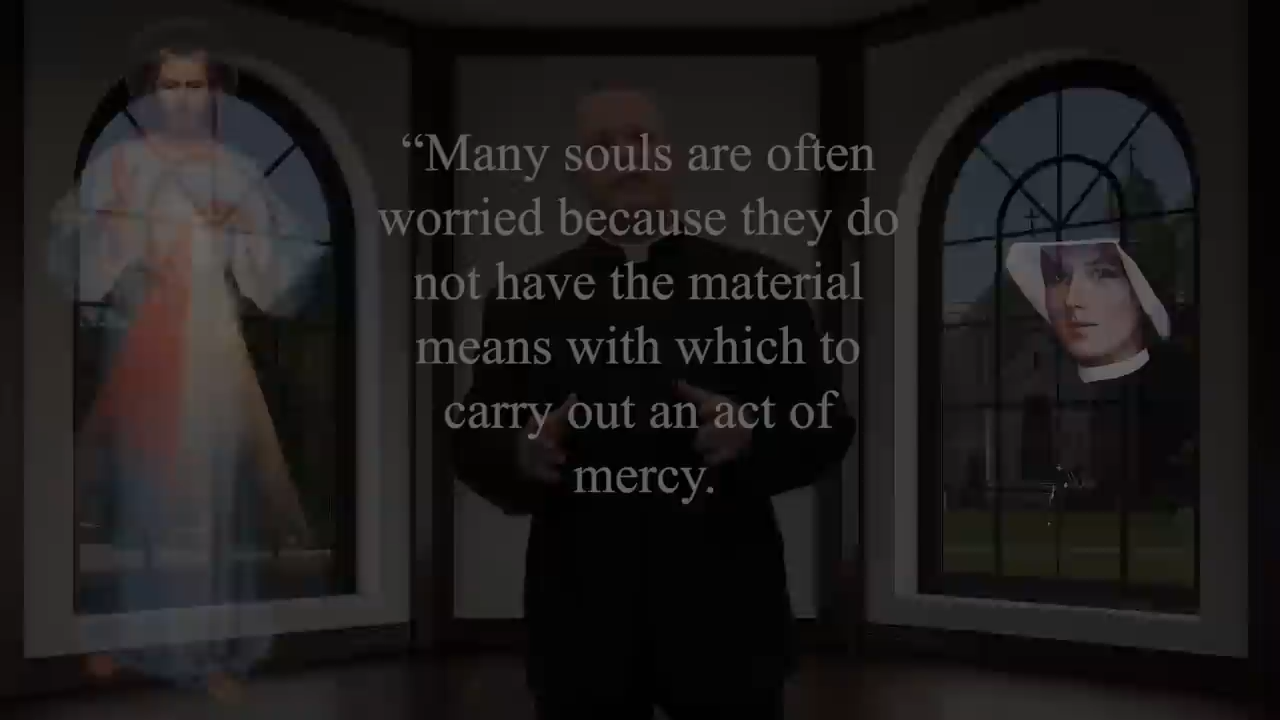 “Many souls are often
worried because they do
not have the material
means with which to
carry out an act of
mercy.